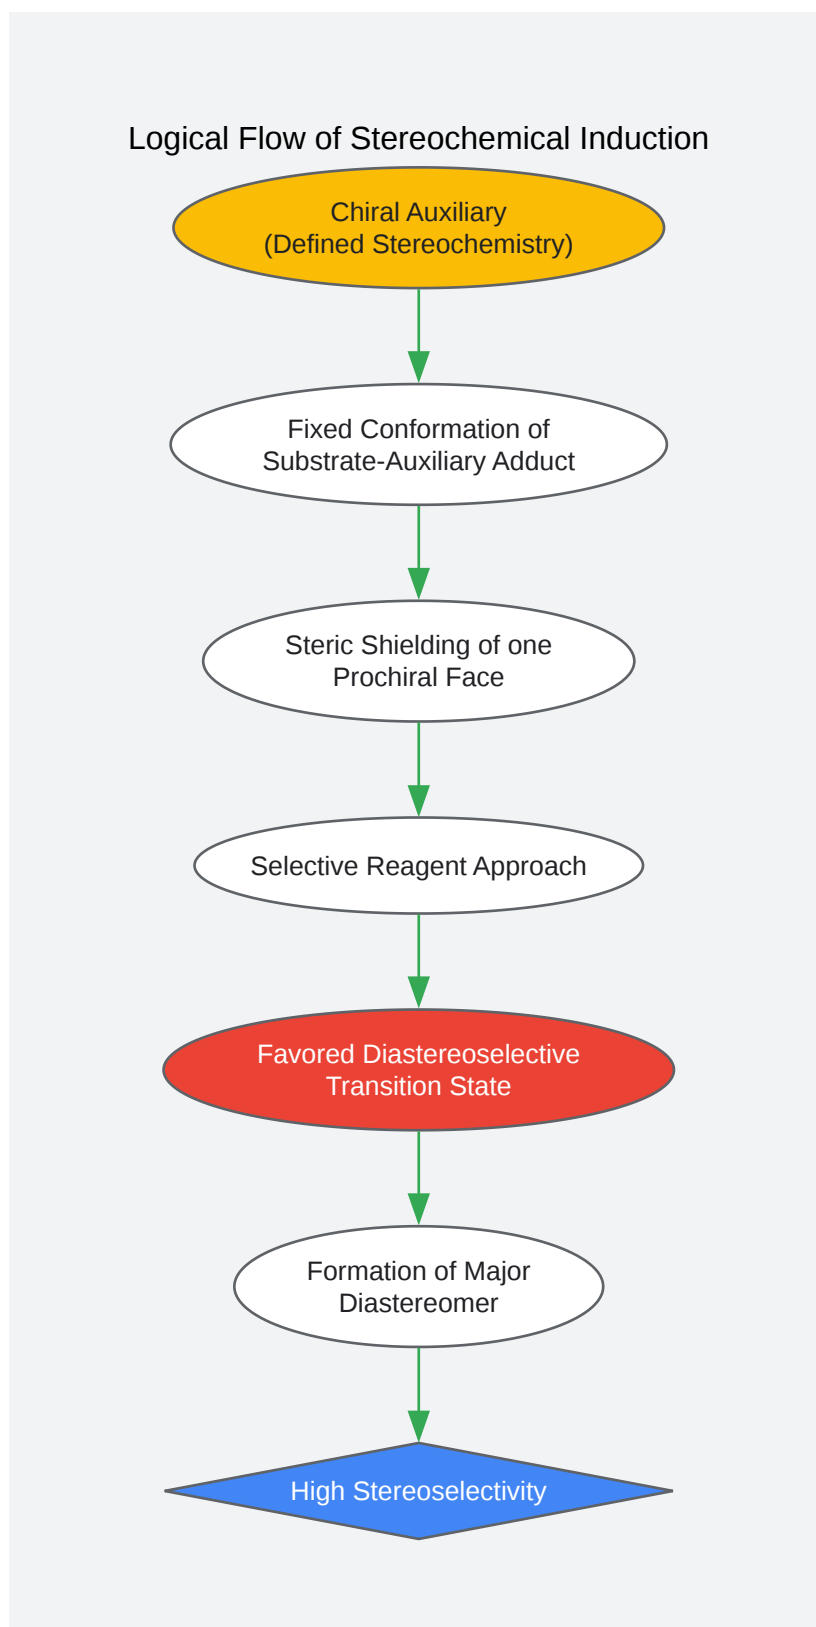 Logical Flow of Stereochemical Induction
Chiral Auxiliary
(Defined Stereochemistry)
Fixed Conformation of
Substrate-Auxiliary Adduct
Steric Shielding of one
Prochiral Face
Selective Reagent Approach
Favored Diastereoselective
Transition State
Formation of Major
Diastereomer
High Stereoselectivity